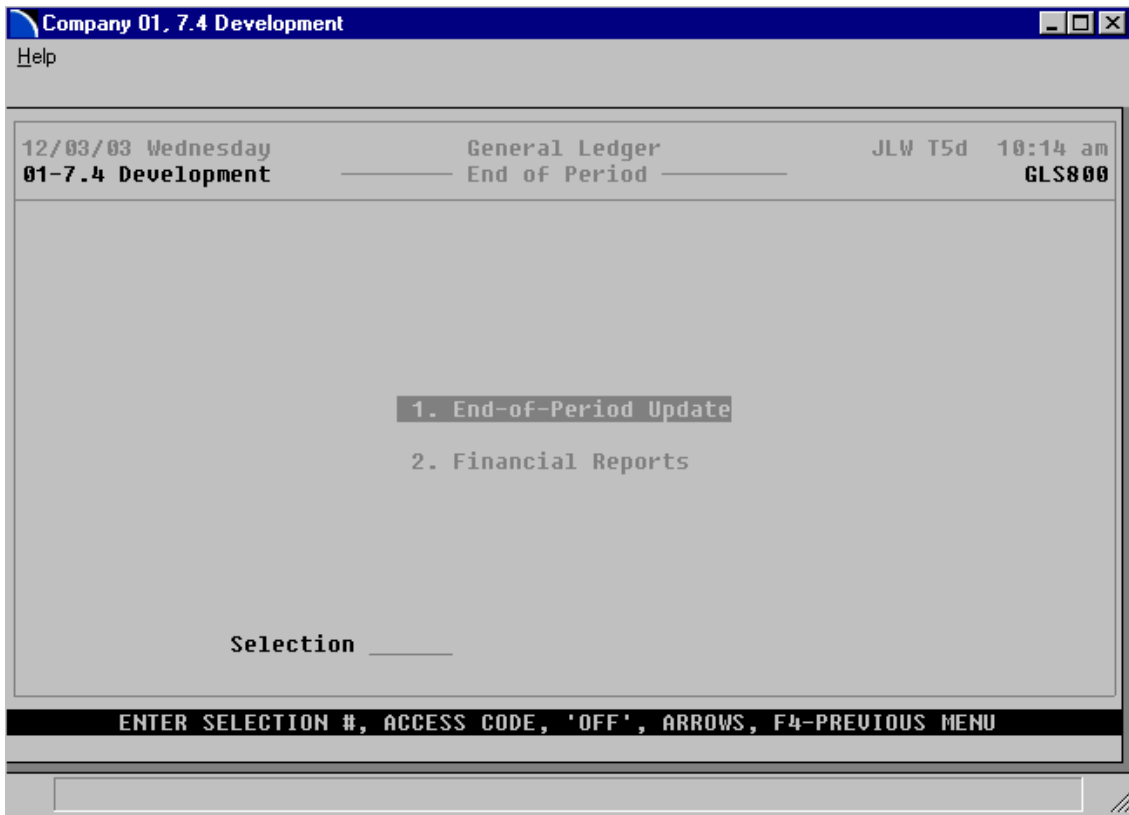 Company 01, 7.4 Development
Help
12/03/03 Wednesday General Ledger JLW T5d 10:14 am
01-7.4 Development End of Period GLS800
1. End-of-Period Update
2. Financial Reports
Selection ______
ENTER SELECTION #, ACCESS CODE, 'OFF', ARROWS, F4-PREVIOUS MENU